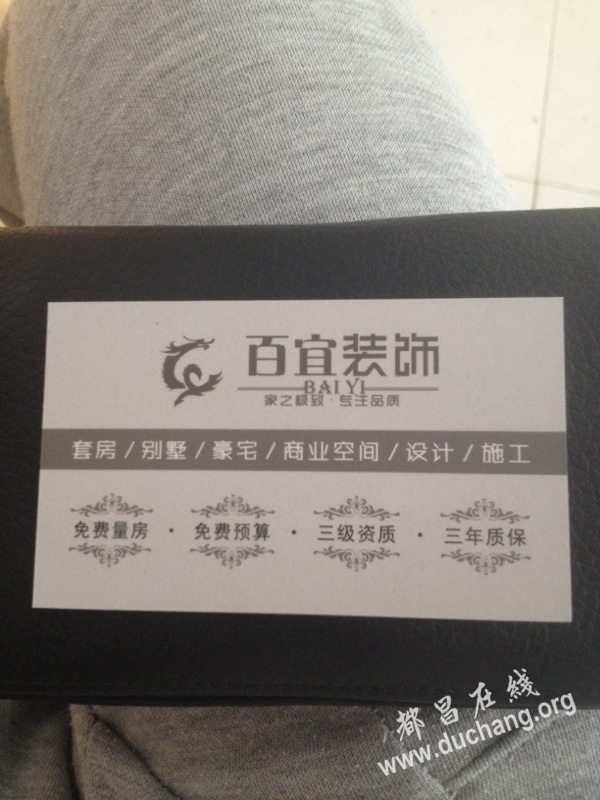 百宜装饰
BAI YI
家之极致·专注品质
套房/别墅/豪宅/商业空间/设计/施工
免费量房·免费预算·三级资质·三年质保
都昌在线
www.duchang.org